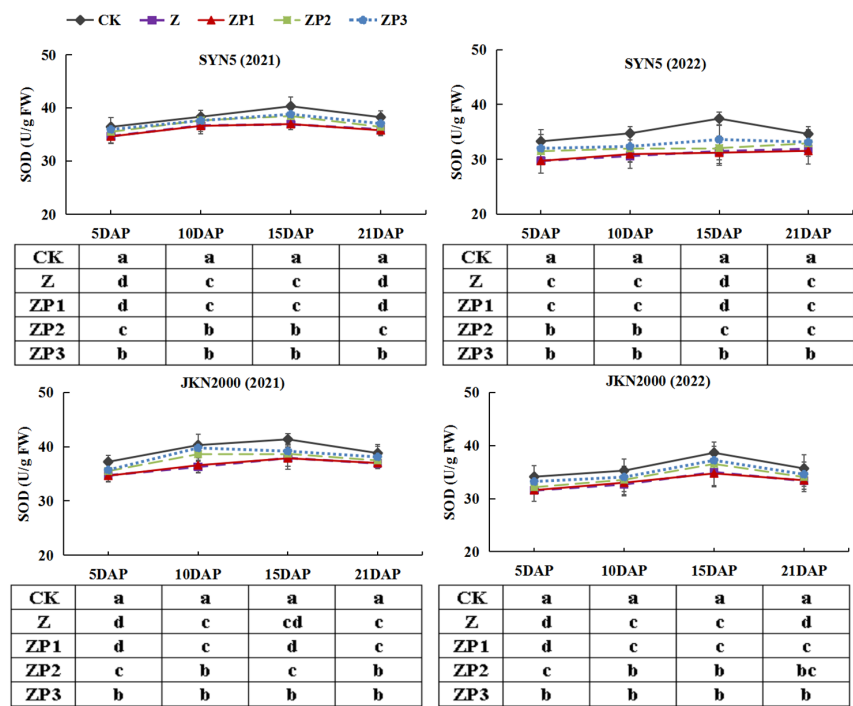 CK Z ZP1 ZP2 ZP3
SYN5 (2021)
SOD (U/g FW)
50
40
30
20
5DAP 10DAP 15DAP 21DAP
CK a a a a
Z d c c d
ZP1 d c c d
ZP2 c b b c
ZP3 b b b b
SYN5 (2022)
SOD (U/g FW)
50
40
30
20
5DAP 10DAP 15DAP 21DAP
CK a a a a
Z c c d c
ZP1 c c d c
ZP2 b b c c
ZP3 b b b b
JKN2000 (2021)
SOD (U/g FW)
50
40
30
20
5DAP 10DAP 15DAP 21DAP
CK a a a a
Z d c cd c
ZP1 d c d c
ZP2 c b c b
ZP3 b b b b
JKN2000 (2022)
SOD (U/g FW)
50
40
30
20
5DAP 10DAP 15DAP 21DAP
CK a a a a
Z d c c d
ZP1 d c c c
ZP2 c b b bc
ZP3 b b b b